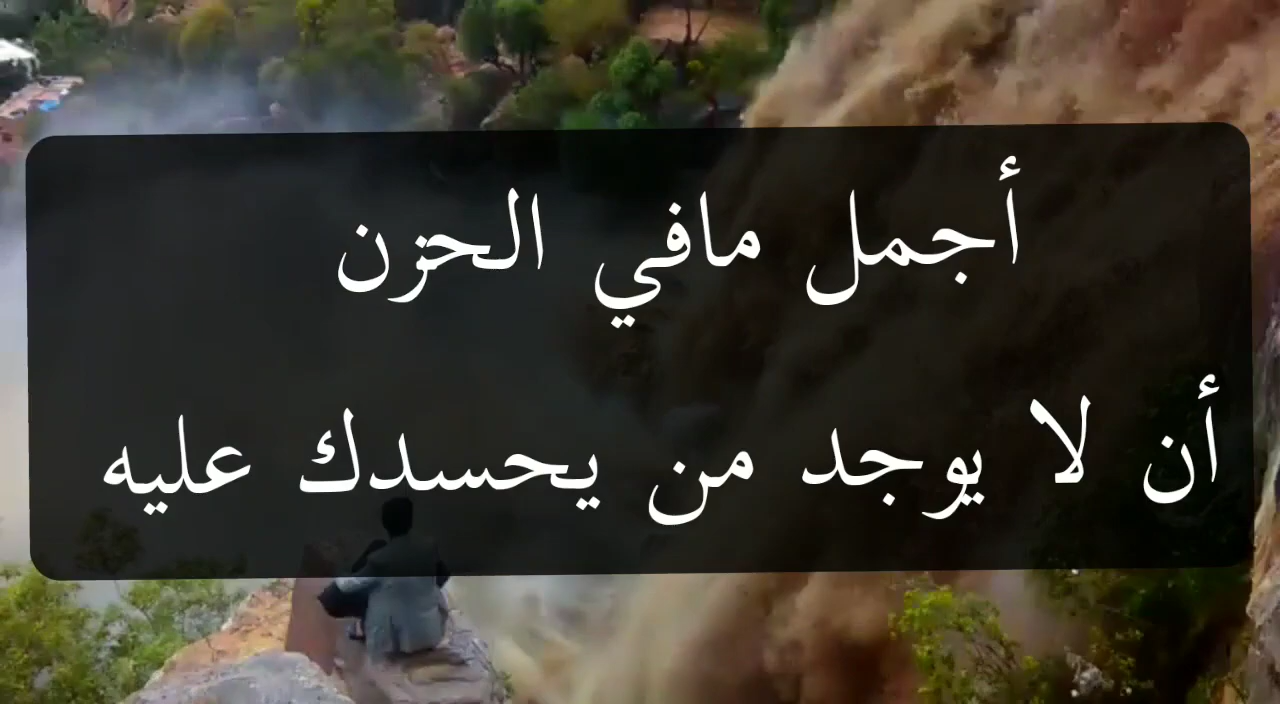 أجمل مافي الحزن
أن لا يوجد من يحسدك عليه